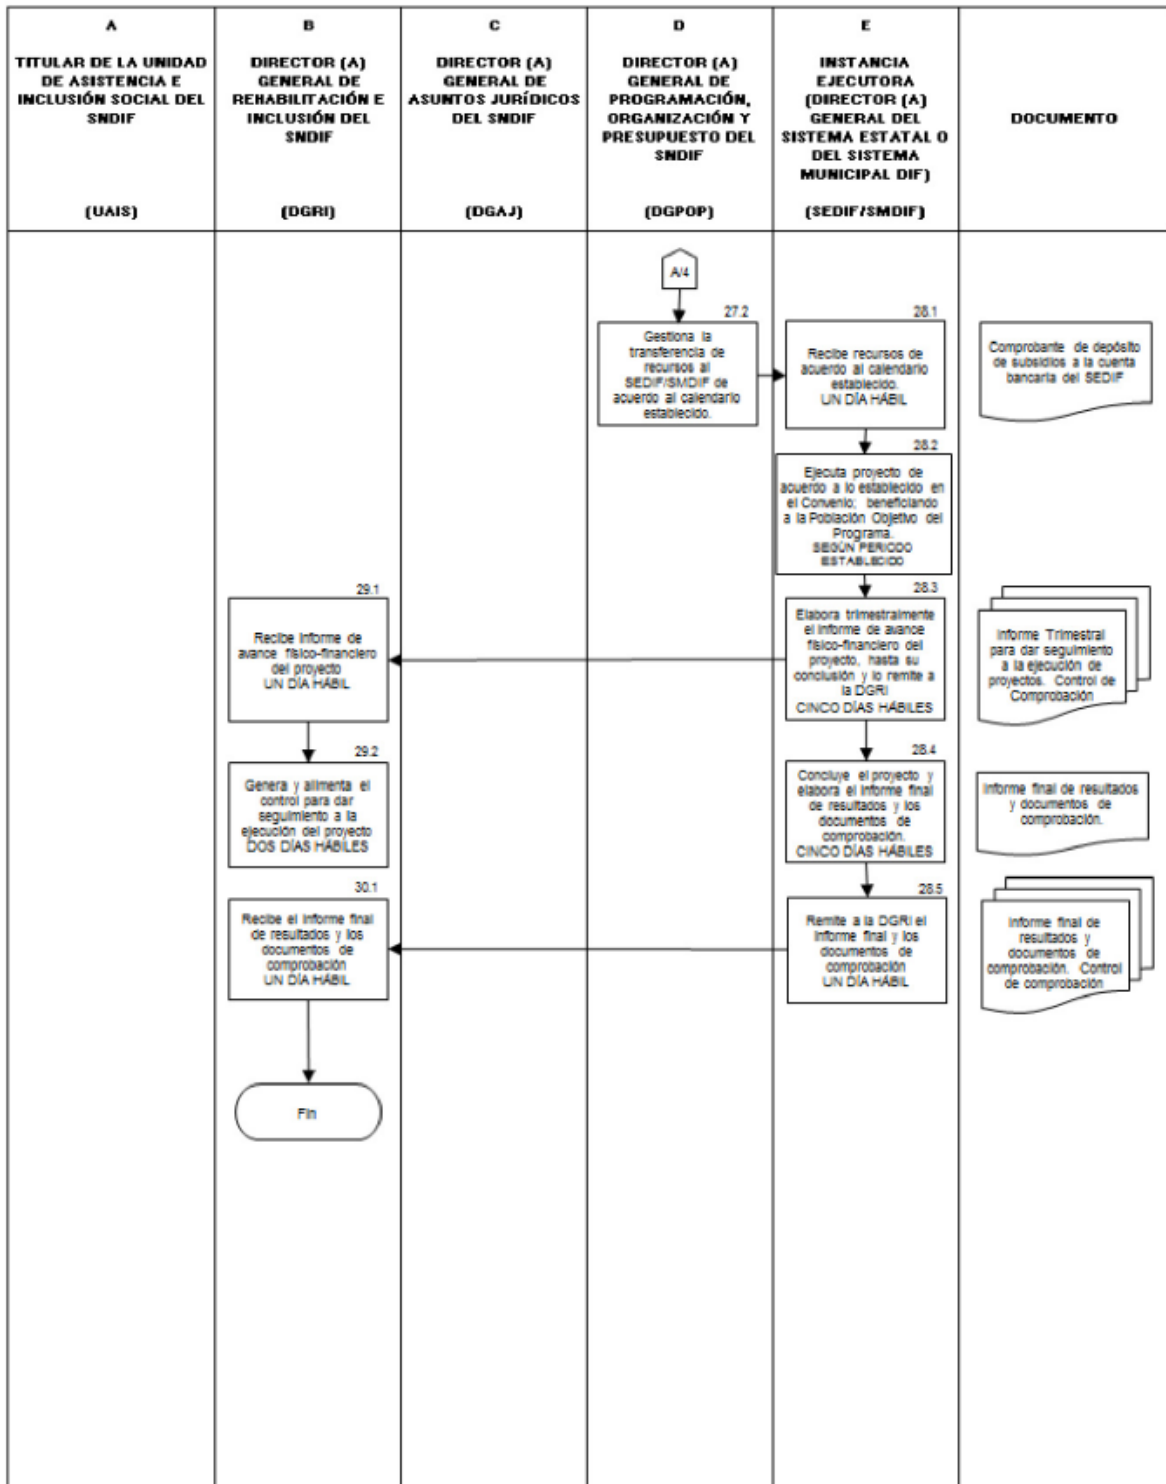 A
TITULAR DE LA UNIDAD
DE ASISTENCIA E
INCLUSIÓN SOCIAL DEL
SNDIF
(UAIS)
B
DIRECTOR (A)
GENERAL DE
REHABILITACIÓN E
INCLUSIÓN DEL
SNDIF
(DGRI)
C
DIRECTOR (A)
GENERAL DE
ASUNTOS JURÍDICOS
DEL SNDIF
(DGAJ)
D
DIRECTOR (A)
GENERAL DE
PROGRAMACIÓN,
ORGANIZACIÓN Y
PRESUPUESTO DEL
SNDIF
(DGPOP)
E
INSTANCIA
EJECUTORA
(DIRECTOR (A)
GENERAL DEL
SISTEMA ESTATAL O
DEL SISTEMA
MUNICIPAL DIF)
(SEDIF/SMDIF)
DOCUMENTO
A/4
27.2
Gestiona la
transferencia de
recursos al
SEDIF/SMDIF de
acuerdo al calendario
establecido.
28.1
Recibe recursos de
acuerdo al calendario
establecido.
UN DÍA HÁBIL
Comprobante de depósito
de subsidios a la cuenta
bancaria del SEDIF
28.2
Ejecuta proyecto de
acuerdo a lo establecido en
el Convenio; beneficiando
a la Población Objetivo del
Programa.
SEGÚN PERIODO
ESTABLECIDO
28.3
Elabora trimestralmente
el informe de avance
físico-financiero del
proyecto, hasta su
conclusión y lo remite a
la DGRI
CINCO DÍAS HÁBILES
Informe Trimestral
para dar seguimiento
a la ejecución de
proyectos. Control de
Comprobación
29.1
Recibe informe de
avance físico-financiero
del proyecto
UN DÍA HÁBIL
29.2
Genera y alimenta el
control para dar
seguimiento a la
ejecución del proyecto
DOS DÍAS HÁBILES
28.4
Concluye el proyecto y
elabora el informe final
de resultados y los
documentos de
comprobación.
CINCO DÍAS HÁBILES
Informe final de resultados
y documentos de
comprobación.
28.5
Remite a la DGRI el
informe final y los
documentos de
comprobación
UN DÍA HÁBIL
Informe final de
resultados y
documentos de
comprobación. Control
de comprobación
30.1
Recibe el informe final
de resultados y los
documentos de
comprobación
UN DÍA HÁBIL
Fin